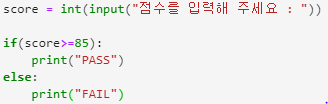 score = int(input("점수를 입력해 주세요 : "))
if(score>=85):
    print("PASS")
else:
    print("FAIL")